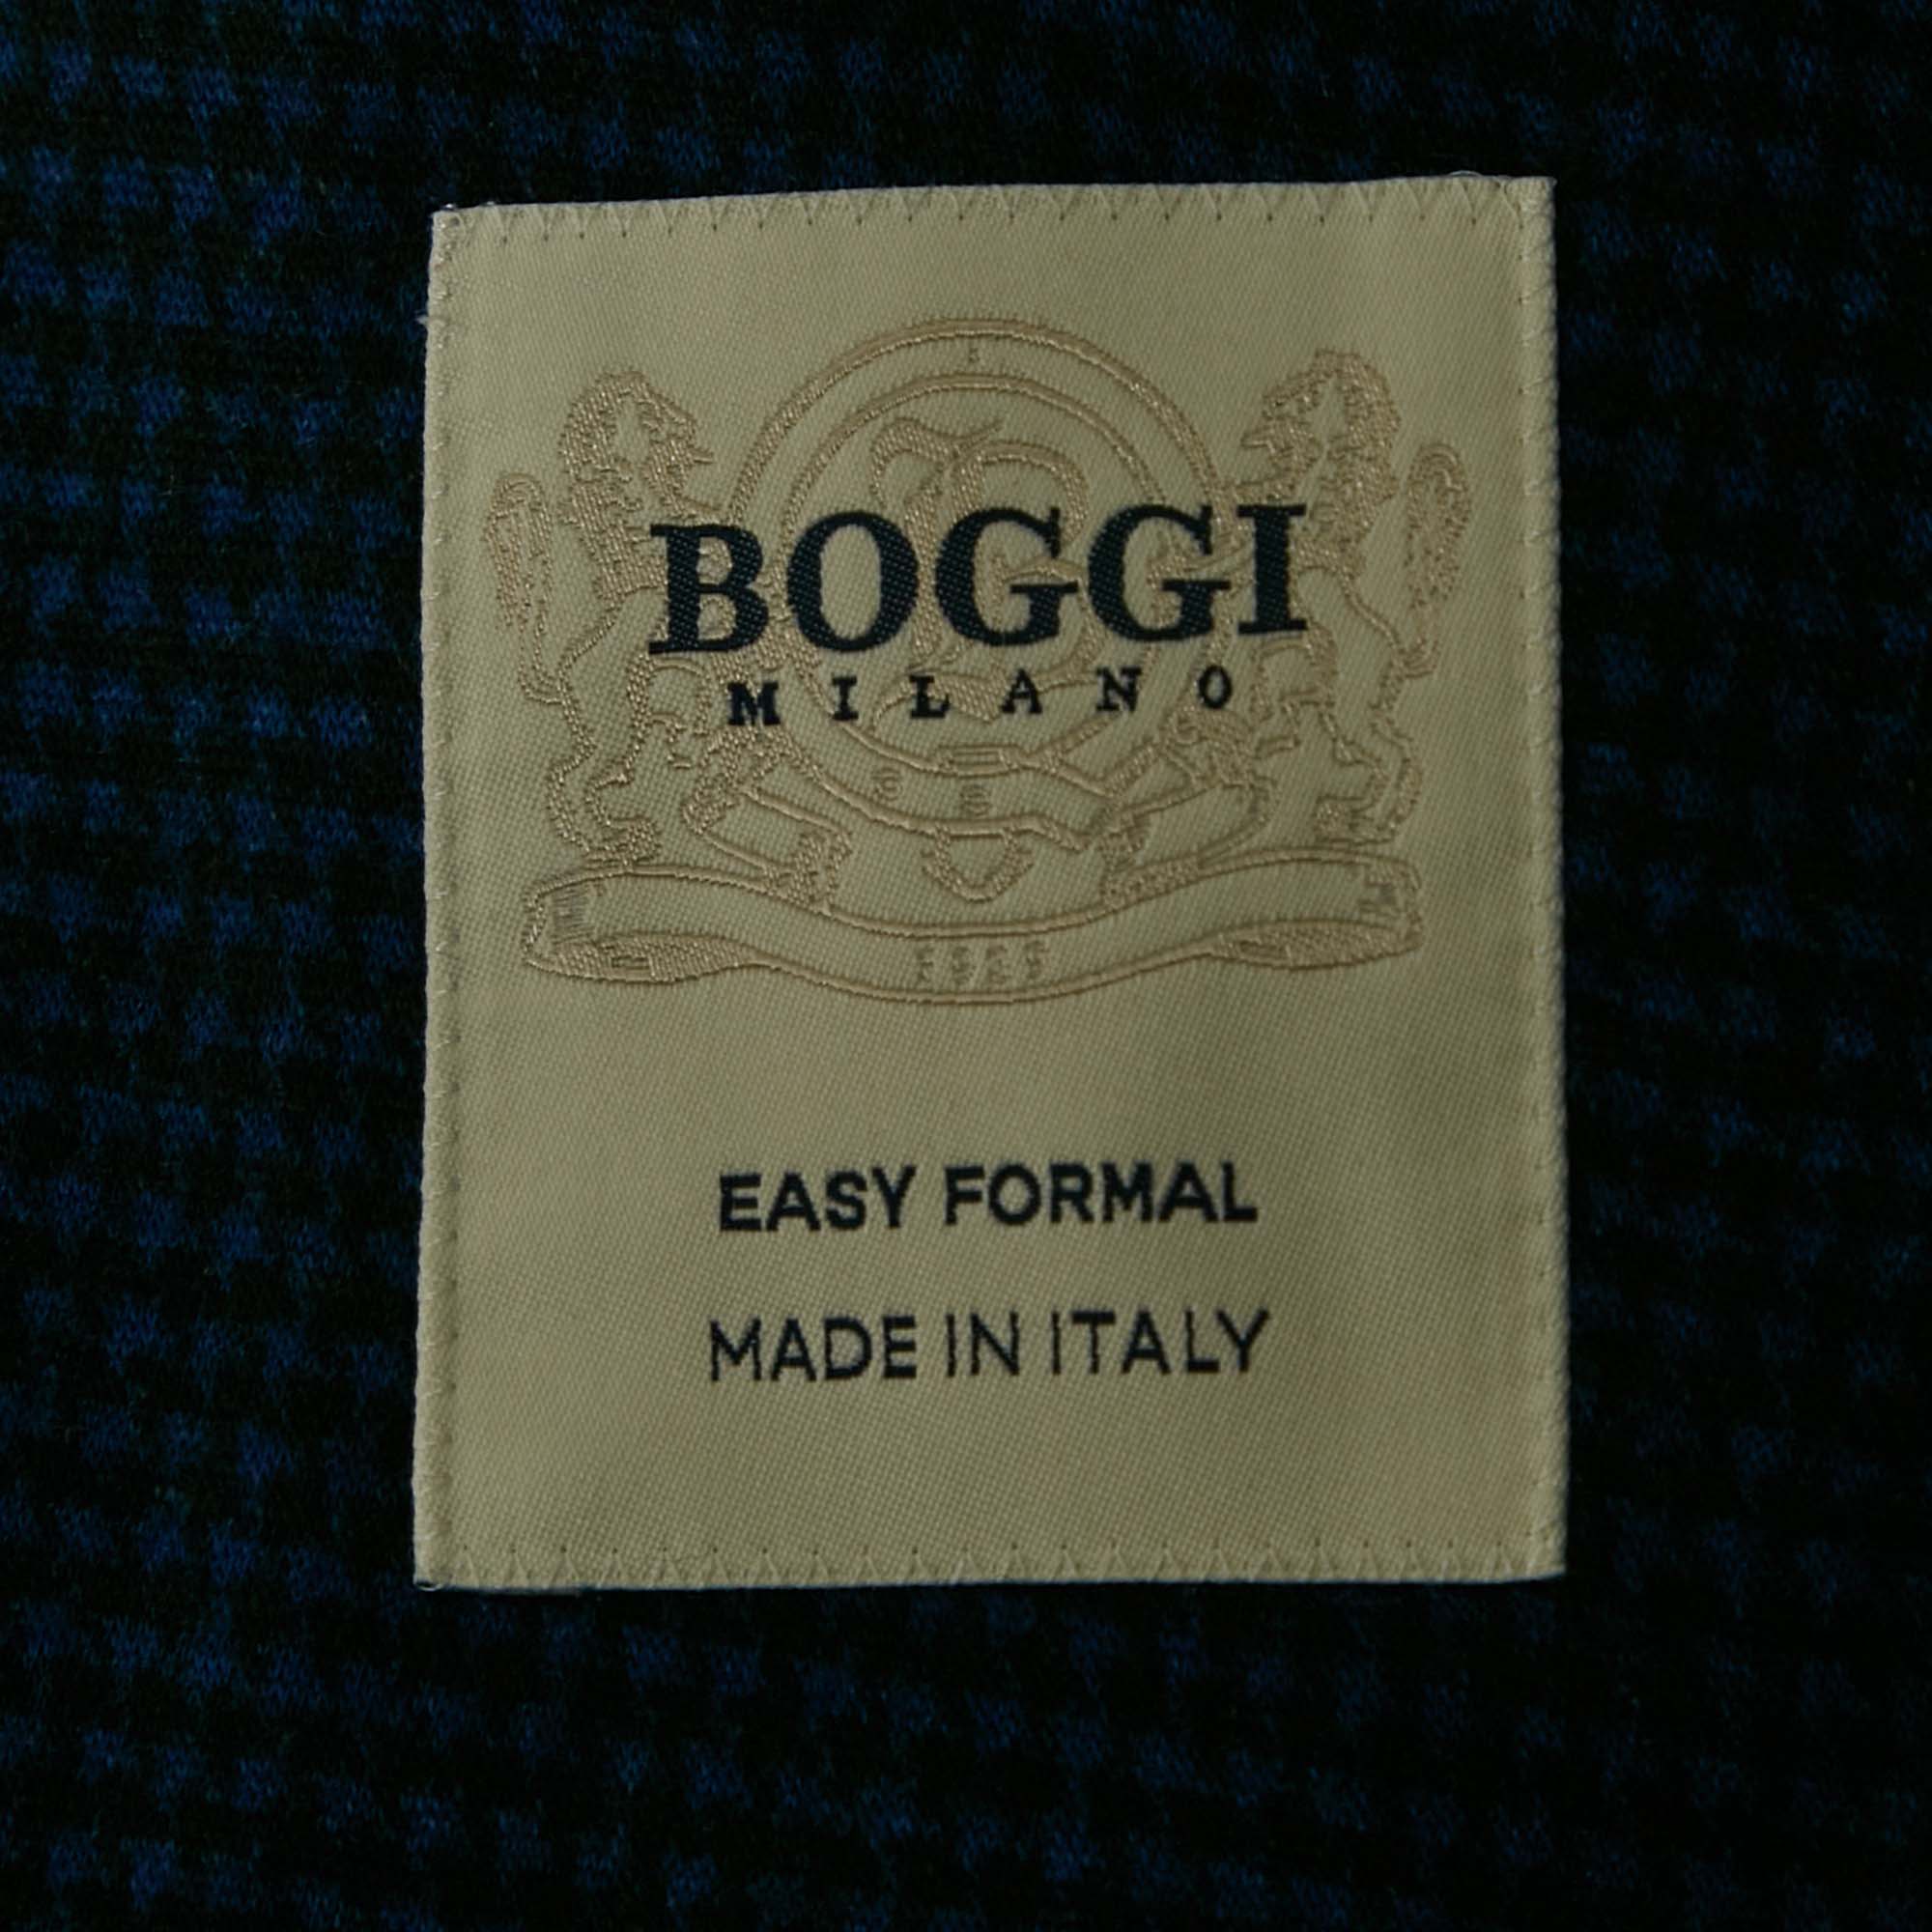 BOGGI
MILANO
EASY FORMAL
MADE IN ITALY